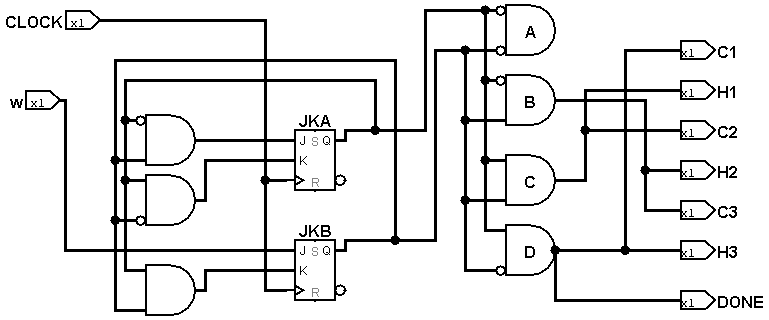 CLOCK x1
A
C1 x1
B
H1 x1
w x1
JKA
J S Q
K
R
C
C2 x1
H2 x1
C3 x1
JKB
J S Q
K
R
D
H3 x1
DONE x1